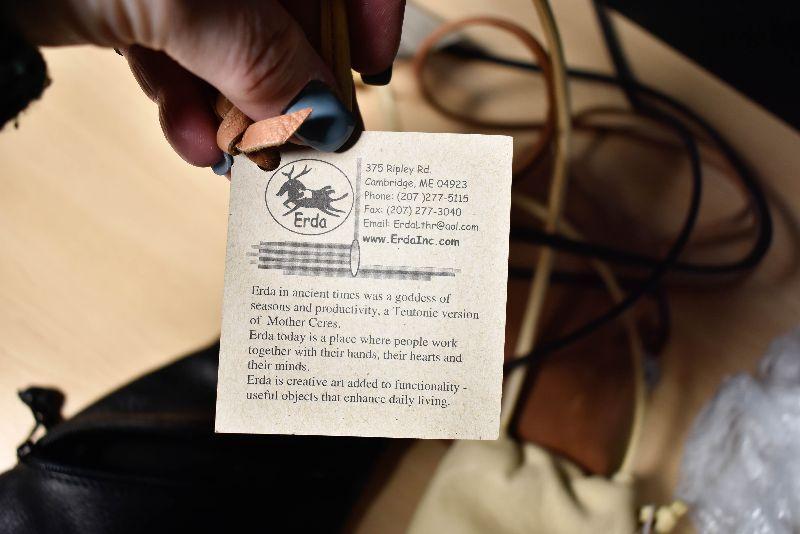 Erda
375 Ripley Rd.
Cambridge, ME 04923
Phone: (207 )277-5115
Fax: (207) 277-3040
Email: ErdaLthr@aol.com
www.ErdaInc.com
Erda in ancient times was a goddess of
seasons and productivity, a Teutonic version
of Mother Ceres.
Erda today is a place where people work
together with their hands, their hearts and
their minds.
Erda is creative art added to functionality -
useful objects that enhance daily living.